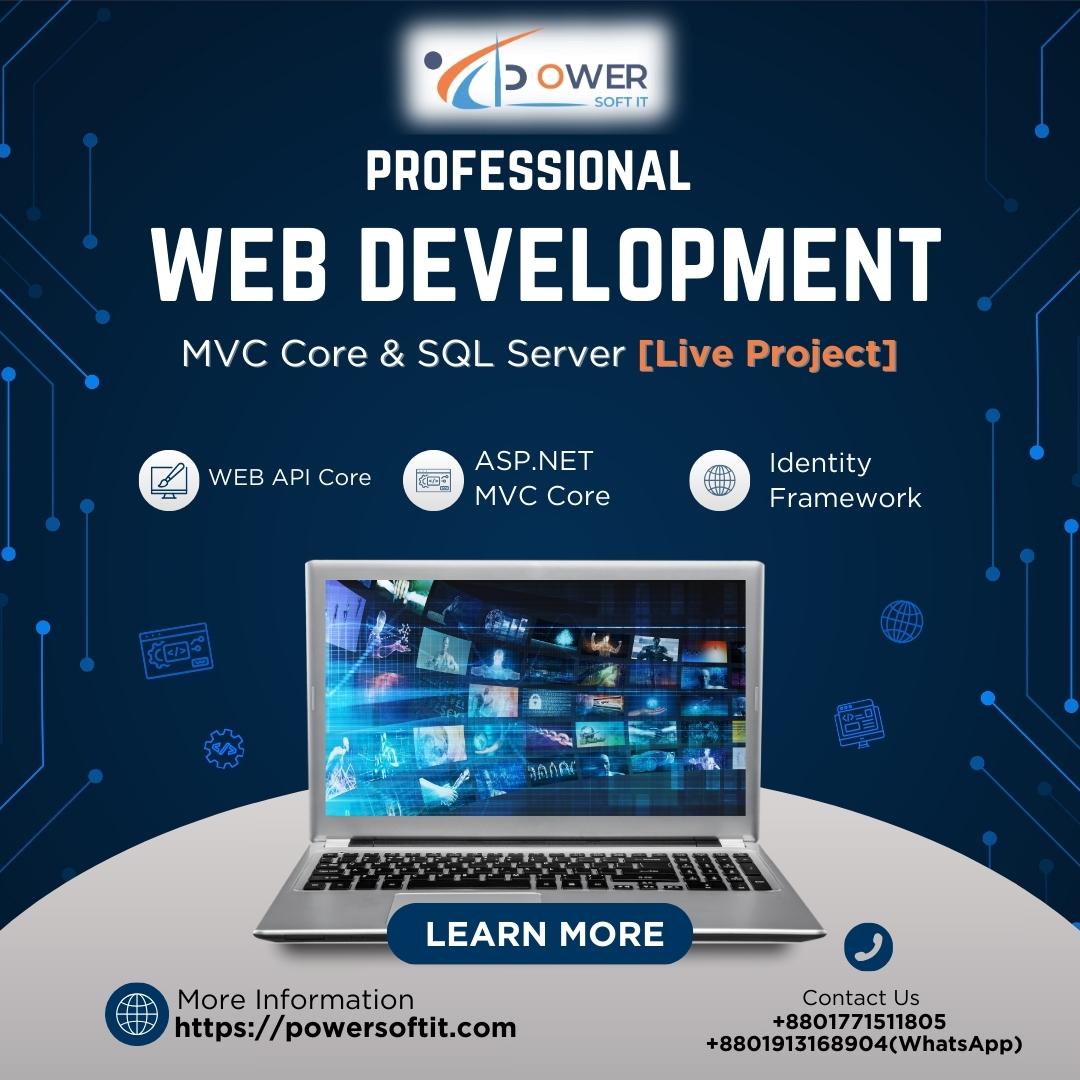 POWER
SOFT IT
PROFESSIONAL
WEB DEVELOPMENT
MVC Core & SQL Server [Live Project]
WEB API Core
ASP.NET
MVC Core
Identity
Framework
LEARN MORE
More Information
https://powersoftit.com
Contact Us
+8801771511805
+8801913168904(WhatsApp)